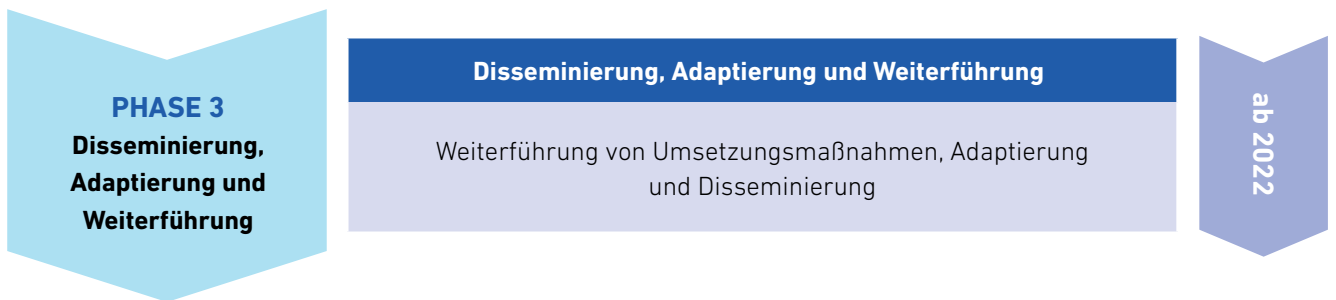 PHASE 3
Disseminierung,
Adaptierung und
Weiterführung
Disseminierung, Adaptierung und Weiterführung
Weiterführung von Umsetzungsmaßnahmen, Adaptierung
und Disseminierung
ab 2022